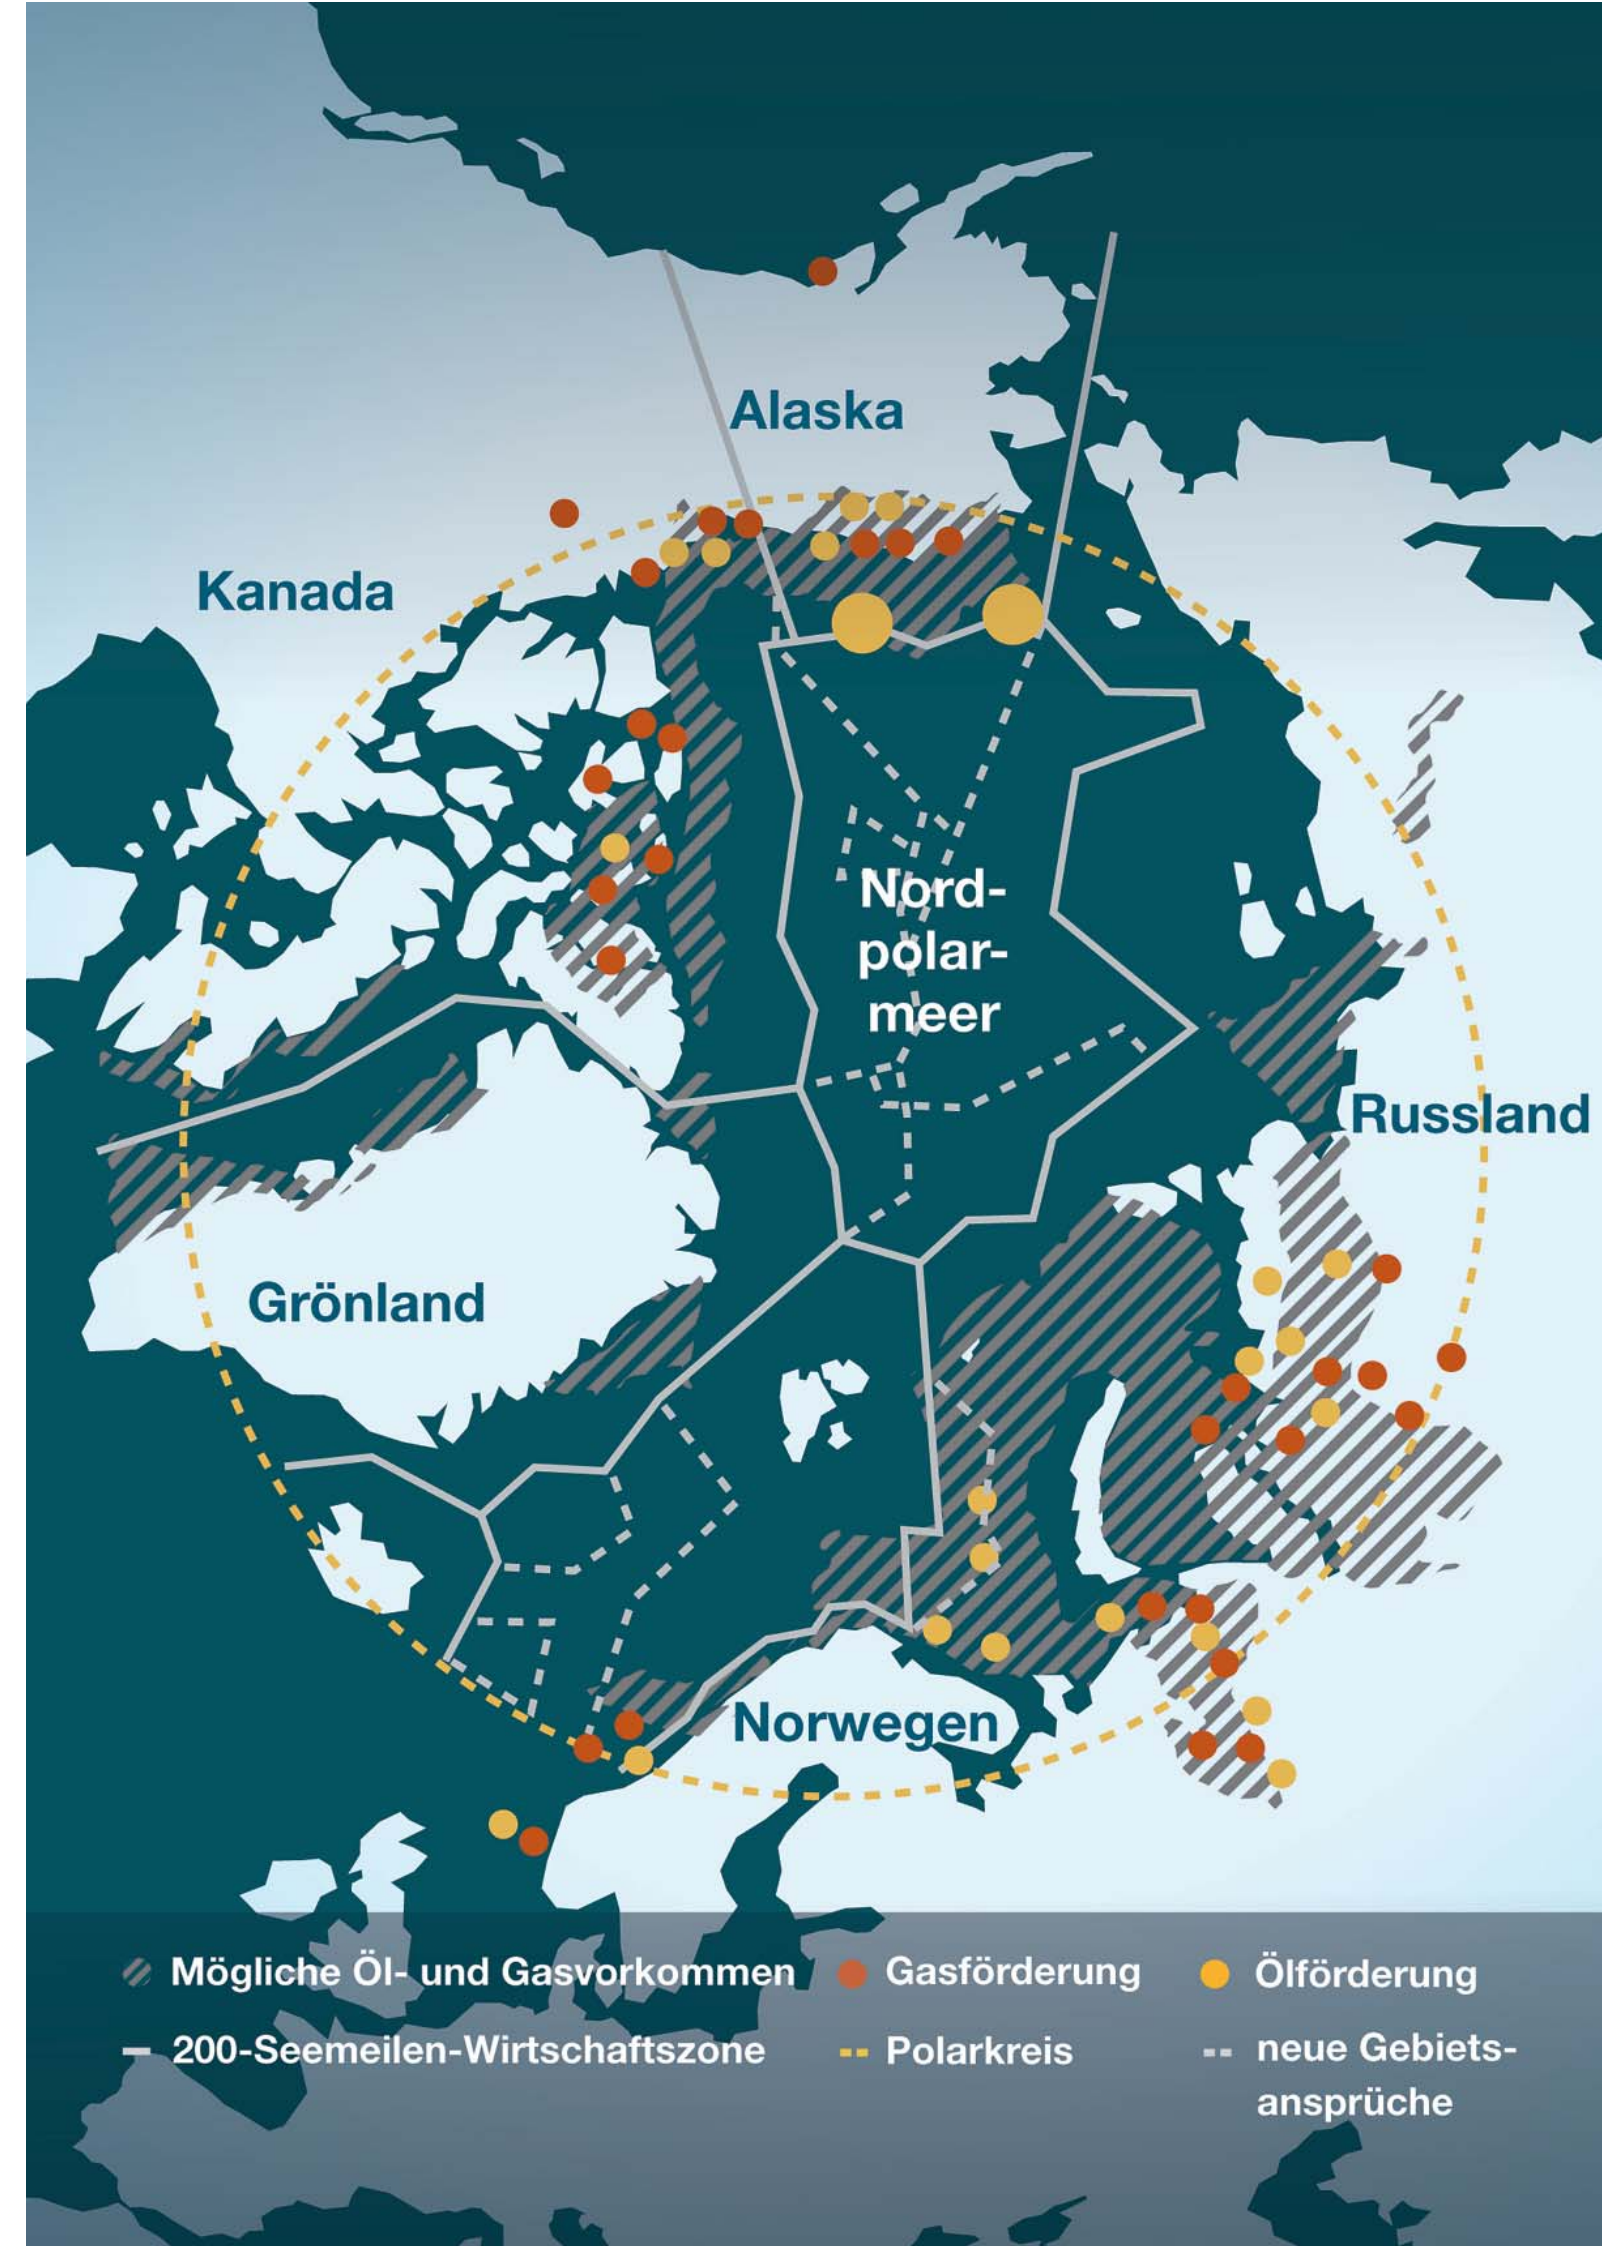 Alaska
Kanada
Nord-
polar-
meer
Russland
Grönland
Norwegen
Mögliche Öl- und Gasvorkommen
Gasförderung
Ölförderung
200-Seemeilen-Wirtschaftszone
Polarkreis
neue Gebiets-
ansprüche